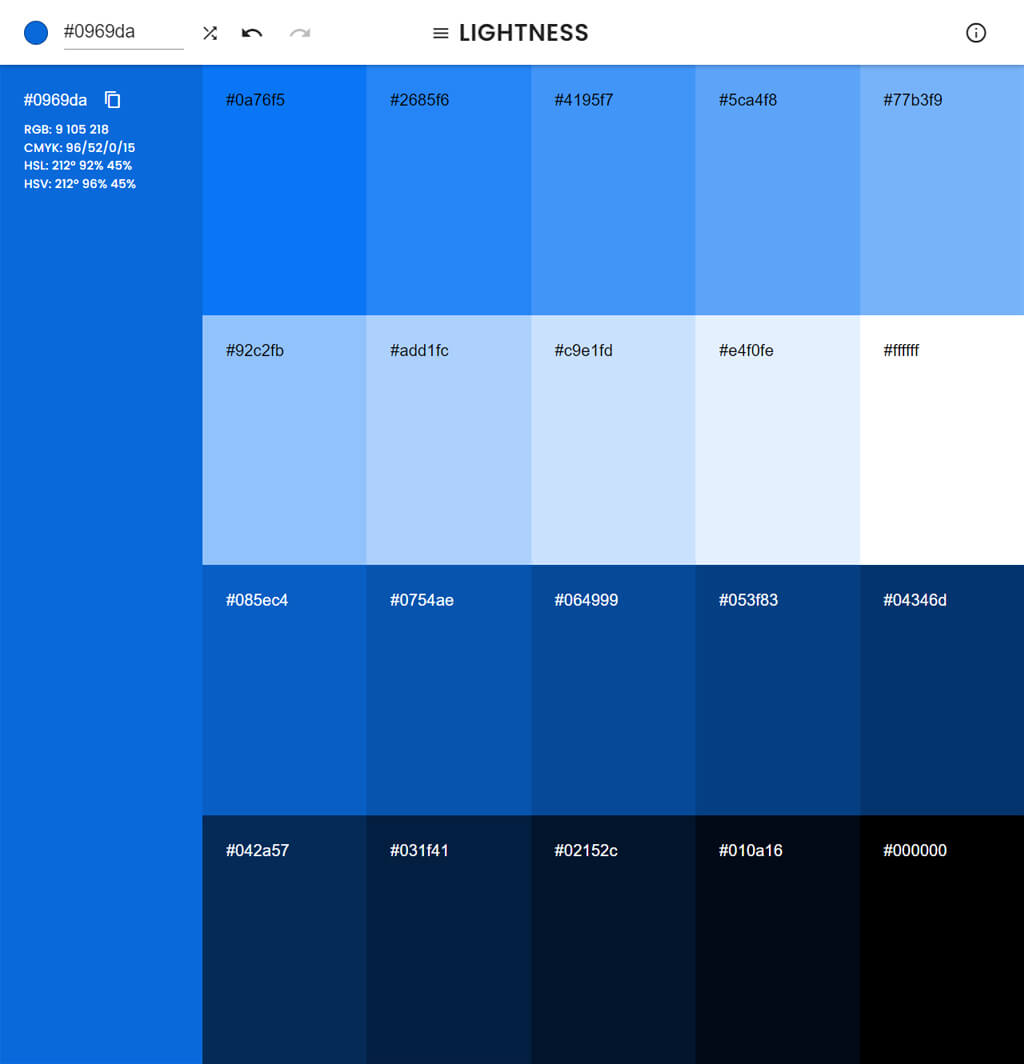 #0969da
LIGHTNESS
#0969da
RGB: 9 105 218
CMYK: 96/52/0/15
HSL: 212º 92% 45%
HSV: 212º 96% 45%
#0a76f5
#2685f6
#4195f7
#5ca4f8
#77b3f9
#92c2fb
#add1fc
#c9e1fd
#e4f0fe
#ffffff
#085ec4
#0754ae
#064999
#053f83
#04346d
#042a57
#031f41
#02152c
#010a16
#000000